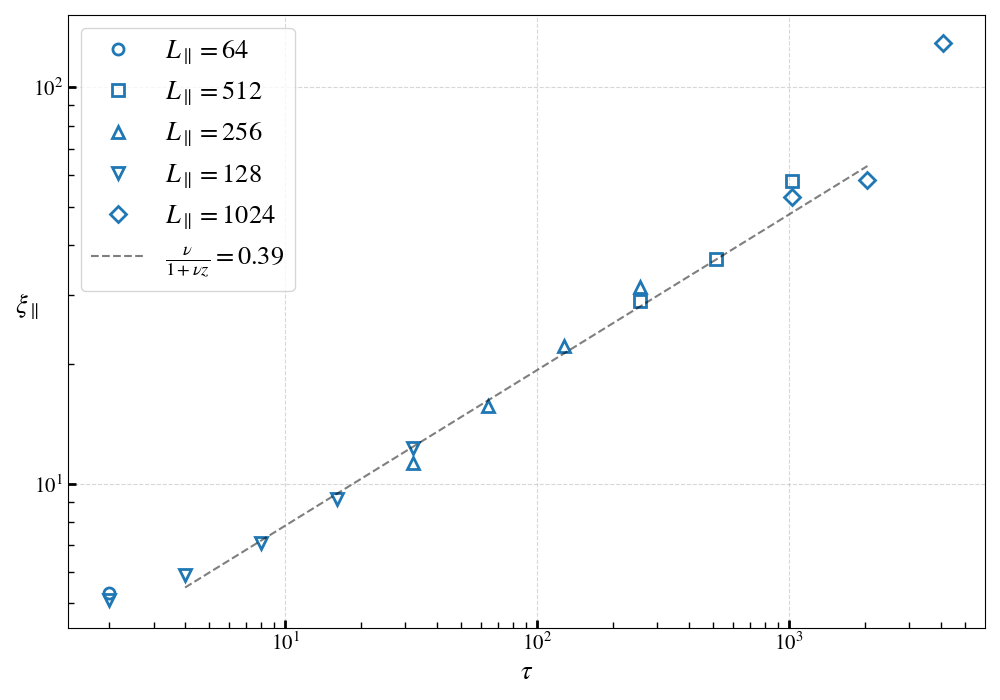 L∥ = 64
L∥ = 512
L∥ = 256
L∥ = 128
L∥ = 1024
ν/(1+νz) = 0.39
10²
ξ∥
10¹
10¹ 10² 10³
τ